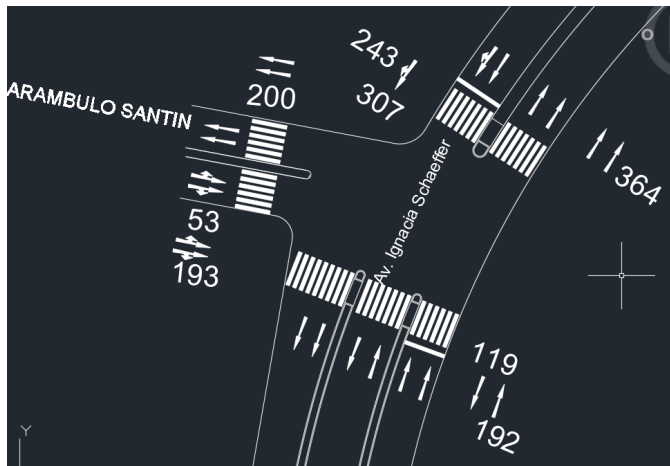 243
307
200
ARAMBULO SANTIN
Av. Ignacia Schaeffer
364
53
193
119
192
Y